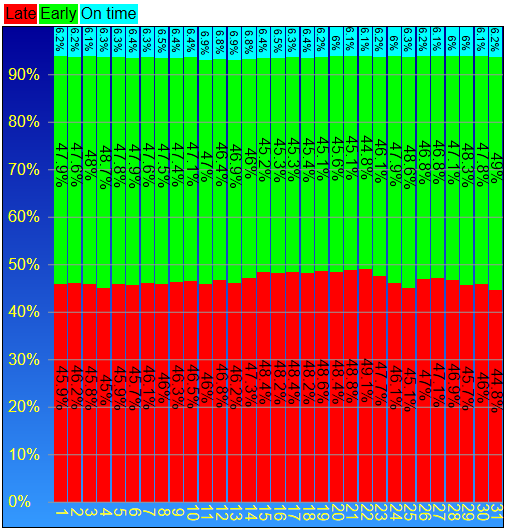 Late Early On time
6.2% 6.2% 6.1% 6.3% 6.3% 6.4% 6.3% 6.5% 6.4% 6.4% 6.9% 6.8% 6.9% 6.8% 6.4% 6.5% 6.3% 6.4% 6.2% 6% 6.1% 6.1% 6.2% 6% 6.3% 6.2% 6.1% 6% 6% 6.1% 6.2%
90%
80%
47.9% 47.6% 48% 48.7% 47.8% 47.9% 47.6% 47.5% 47.4% 47.1% 47% 46.4% 46.9% 46% 45.2% 45.3% 45.3% 45.4% 45.1% 45.6% 45.1% 44.8% 46.1% 47.9% 48.6% 46.8% 46.8% 47.1% 48.3% 47.8% 49%
70%
60%
50%
40%
30%
45.9% 46.2% 45.8% 45% 45.9% 45.7% 46.1% 46% 46.3% 46.5% 46% 46.8% 46.2% 47.3% 48.4% 48.2% 48.4% 48.2% 48.6% 48.4% 48.8% 49.1% 47.7% 46.1% 45.1% 47% 47.1% 46.9% 45.7% 46% 44.8%
20%
10%
0%
1 2 3 4 5 6 7 8 9 10 11 12 13 14 15 16 17 18 19 20 21 22 23 24 25 26 27 28 29 30 31